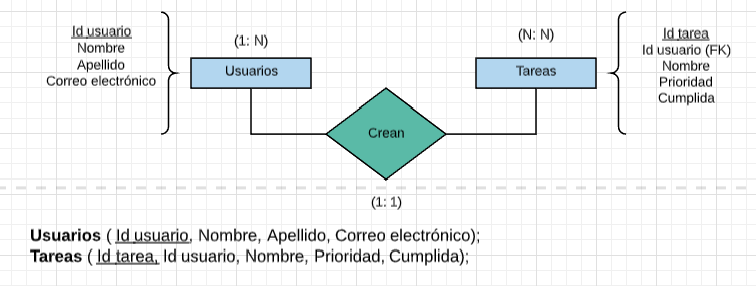 Id usuario
Nombre
Apellido
Correo electrónico
(1: N)
Usuarios
(N: N)
Tareas
Id tarea
Id usuario (FK)
Nombre
Prioridad
Cumplida
Crean
(1: 1)
Usuarios ( Id usuario, Nombre, Apellido, Correo electrónico);
Tareas ( Id tarea, Id usuario, Nombre, Prioridad, Cumplida);